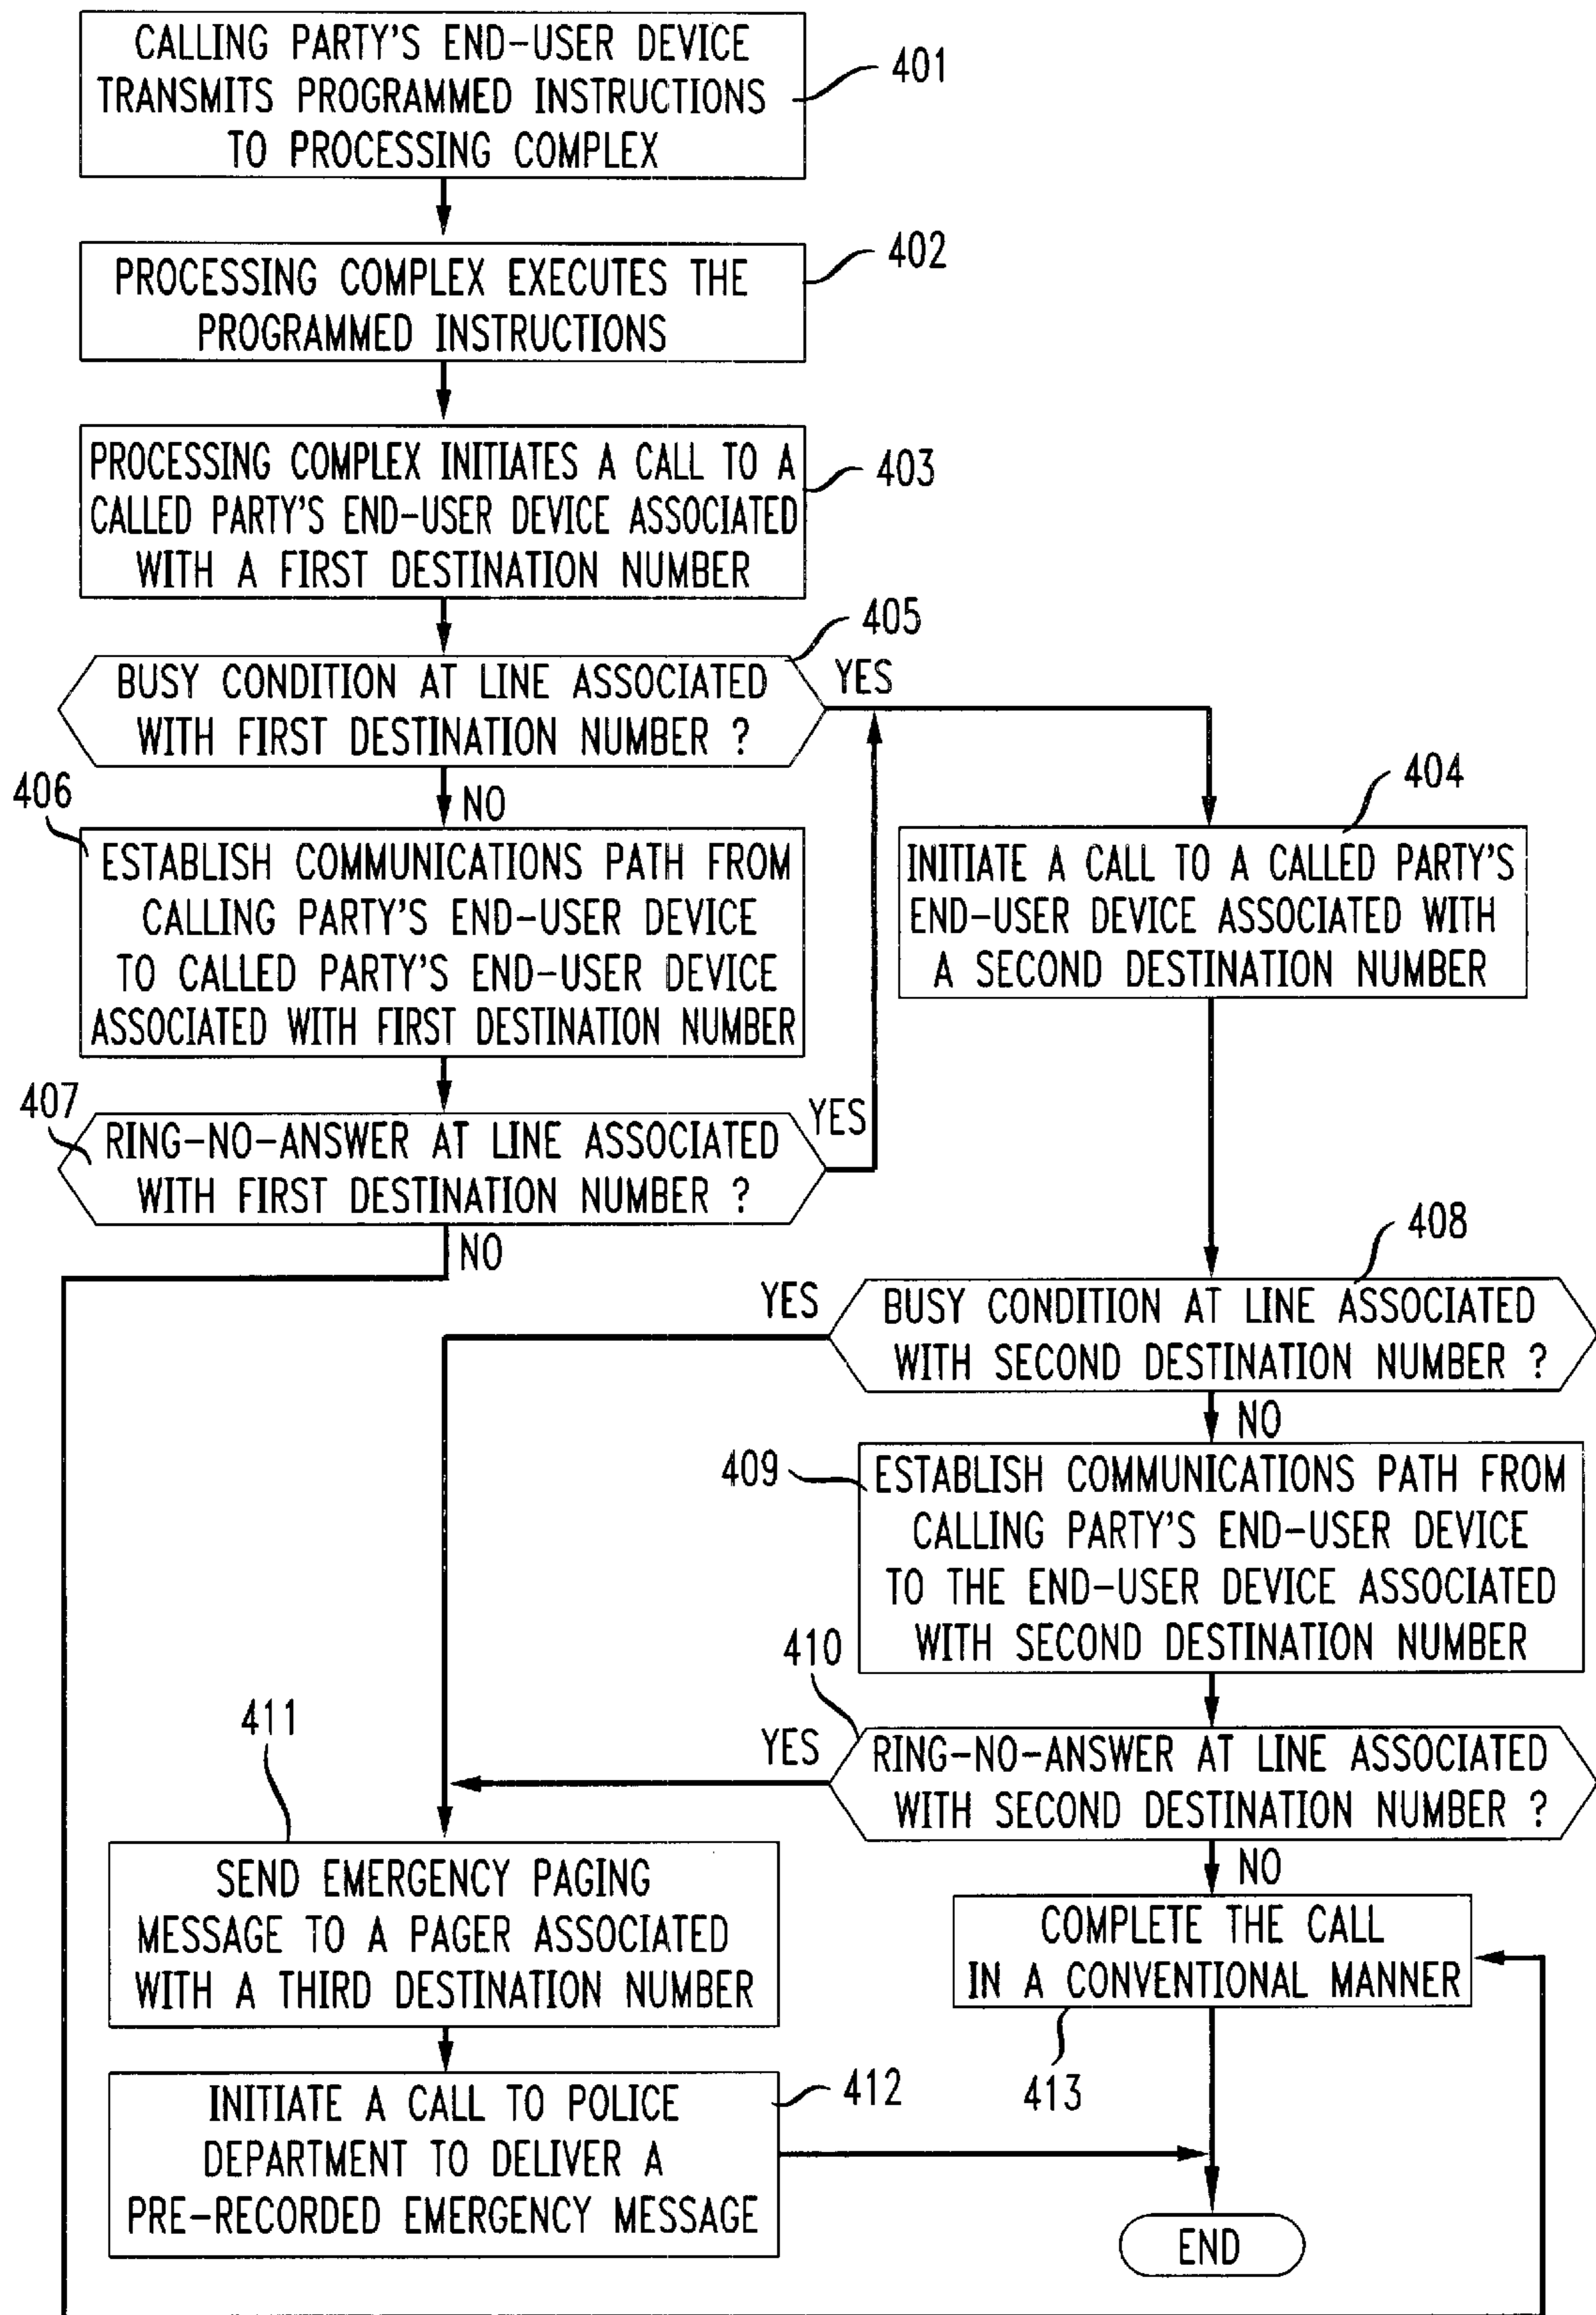 CALLING PARTY'S END-USER DEVICE
TRANSMITS PROGRAMMED INSTRUCTIONS
TO PROCESSING COMPLEX
401
PROCESSING COMPLEX EXECUTES THE
PROGRAMMED INSTRUCTIONS
402
PROCESSING COMPLEX INITIATES A CALL TO A
CALLED PARTY'S END-USER DEVICE ASSOCIATED
WITH A FIRST DESTINATION NUMBER
403
BUSY CONDITION AT LINE ASSOCIATED
WITH FIRST DESTINATION NUMBER ?
405
YES
NO
406
ESTABLISH COMMUNICATIONS PATH FROM
CALLING PARTY'S END-USER DEVICE
TO CALLED PARTY'S END-USER DEVICE
ASSOCIATED WITH FIRST DESTINATION NUMBER
404
INITIATE A CALL TO A CALLED PARTY'S
END-USER DEVICE ASSOCIATED WITH
A SECOND DESTINATION NUMBER
407
RING-NO-ANSWER AT LINE ASSOCIATED
WITH FIRST DESTINATION NUMBER ?
YES
NO
408
YES
BUSY CONDITION AT LINE ASSOCIATED
WITH SECOND DESTINATION NUMBER ?
NO
409
ESTABLISH COMMUNICATIONS PATH FROM
CALLING PARTY'S END-USER DEVICE
TO THE END-USER DEVICE ASSOCIATED
WITH SECOND DESTINATION NUMBER
410
YES
RING-NO-ANSWER AT LINE ASSOCIATED
WITH SECOND DESTINATION NUMBER ?
NO
411
SEND EMERGENCY PAGING
MESSAGE TO A PAGER ASSOCIATED
WITH A THIRD DESTINATION NUMBER
COMPLETE THE CALL
IN A CONVENTIONAL MANNER
413
INITIATE A CALL TO POLICE
DEPARTMENT TO DELIVER A
PRE-RECORDED EMERGENCY MESSAGE
412
END